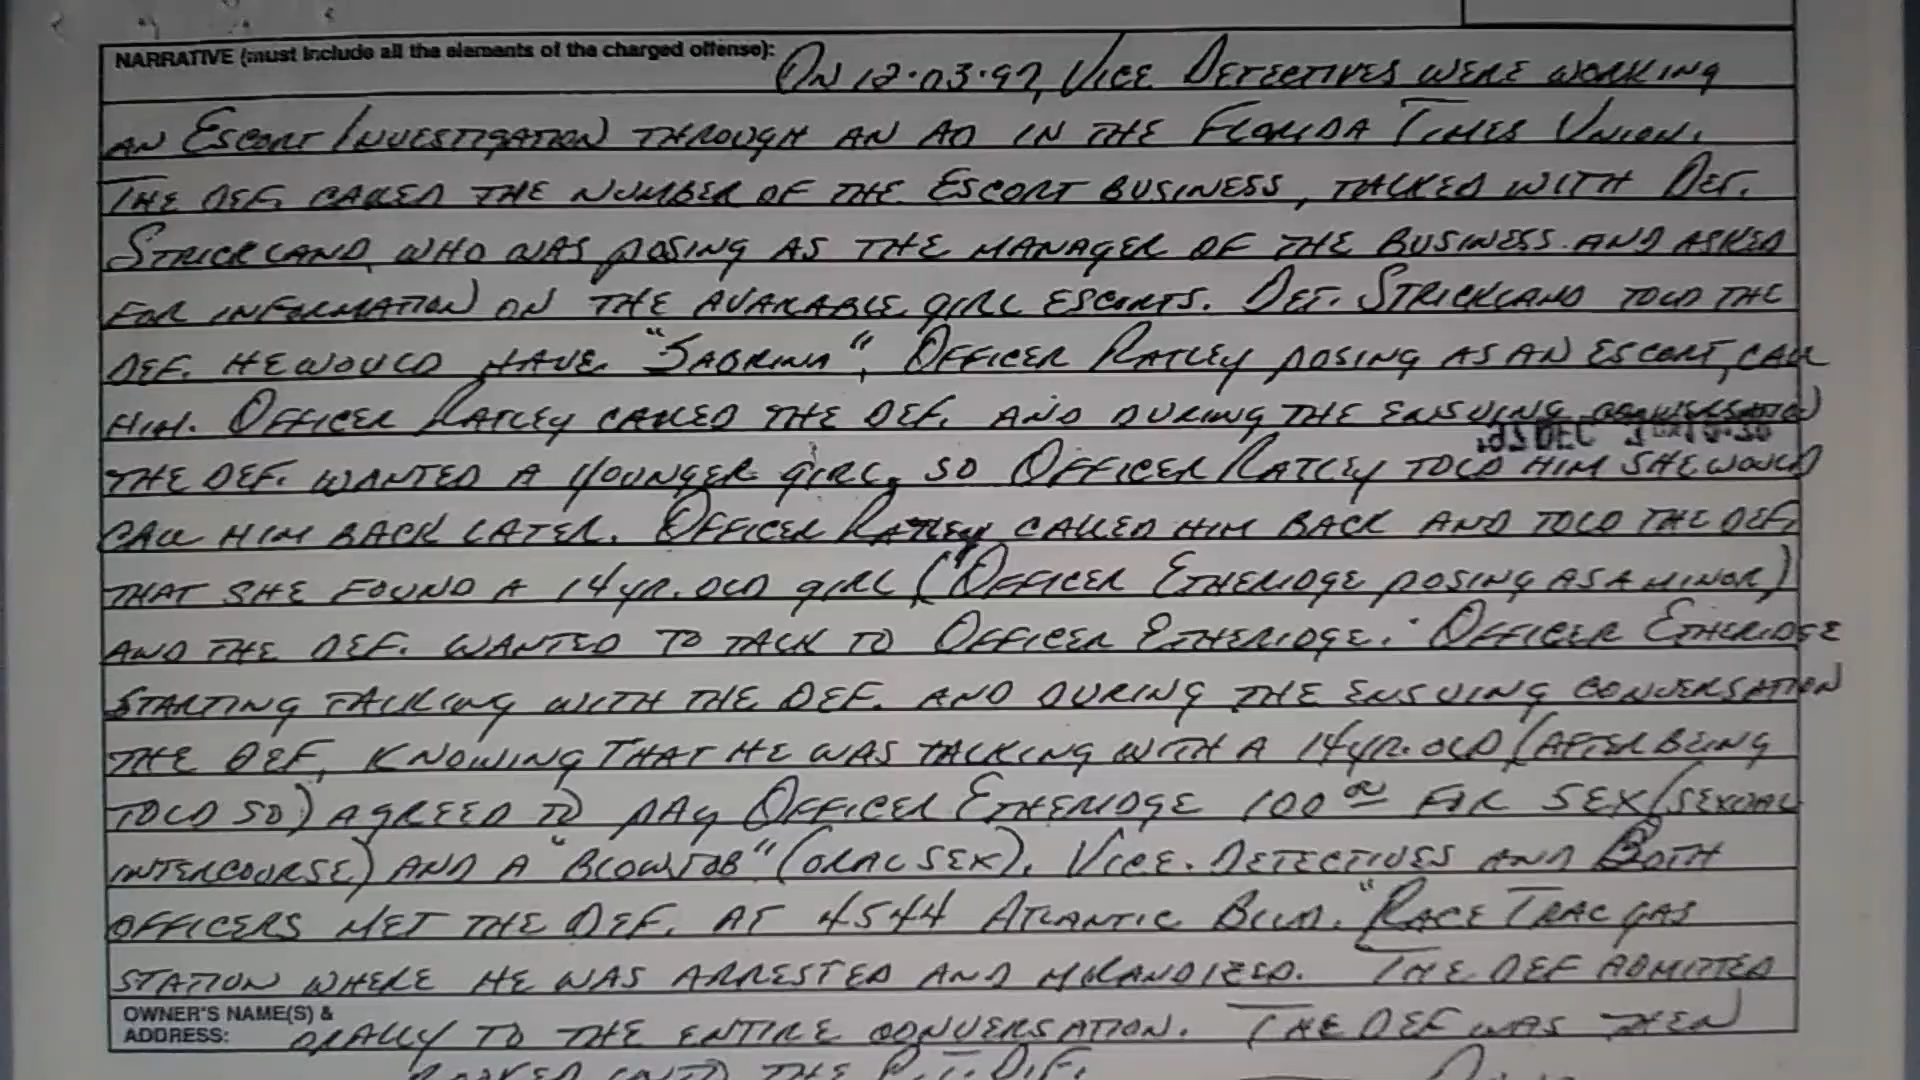 NARRATIVE (must include all the elements of the charged offense): ON 12·03·97, VICE DETECTIVES WERE WORKING
AN ESCORT INVESTIGATION THROUGH AN AD IN THE FLORIDA TIMES UNION.
THE DEF. CALLED THE NUMBER OF THE ESCORT BUSINESS, TALKED WITH DET.
STRICKLAND WHO WAS POSING AS THE MANAGER OF THE BUSINESS AND ASKED
FOR INFORMATION ON THE AVAILABLE GIRL ESCORTS. DET. STRICKLAND TOLD THE
DEF. HE WOULD HAVE "SABRINA", OFFICER RATLEY POSING AS AN ESCORT, CALL
HIM. OFFICER RATLEY CALLED THE DEF. AND DURING THE ENSUING CONVERSATION
DEC
THE DEF. WANTED A YOUNGER GIRL, SO OFFICER RATLEY TOLD HIM SHE WOULD
CALL HIM BACK LATER. OFFICER RATLEY CALLED HIM BACK AND TOLD THE DEF.
THAT SHE FOUND A 14 YR. OLD GIRL (OFFICER ETHERIDGE POSING AS A MINOR)
AND THE DEF. WANTED TO TALK TO OFFICER ETHERIDGE. OFFICER ETHERIDGE
STARTING TALKING WITH THE DEF. AND DURING THE ENSUING CONVERSATION
THE DEF, KNOWING THAT HE WAS TALKING WITH A 14 YR. OLD (AFTER BEING
TOLD SO) AGREED TO PAY OFFICER ETHERIDGE 100 00 FOR SEX (SEXUAL
INTERCOURSE) AND A "BLOWJOB" (ORAL SEX). VICE DETECTIVES AND BOTH
OFFICERS MET THE DEF. AT 4544 ATLANTIC BLVD. "RACE TRAC GAS
STATION WHERE HE WAS ARRESTED AND MIRANDIZED. THE DEF ADMITTED
OWNER'S NAME(S) &
ADDRESS:
ORALLY TO THE ENTIRE CONVERSATION. THE DEF WAS THEN
BOOKED INTO THE P.T.D.F.